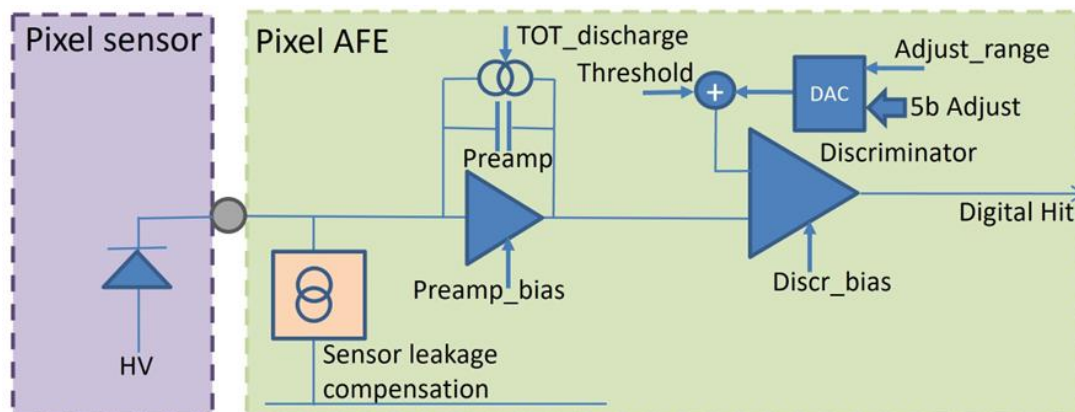 Pixel sensor
Pixel AFE
TOT_discharge
Threshold
Adjust_range
+
DAC
5b Adjust
Preamp
Discriminator
Digital Hit
Preamp_bias
Discr_bias
HV
Sensor leakage
compensation